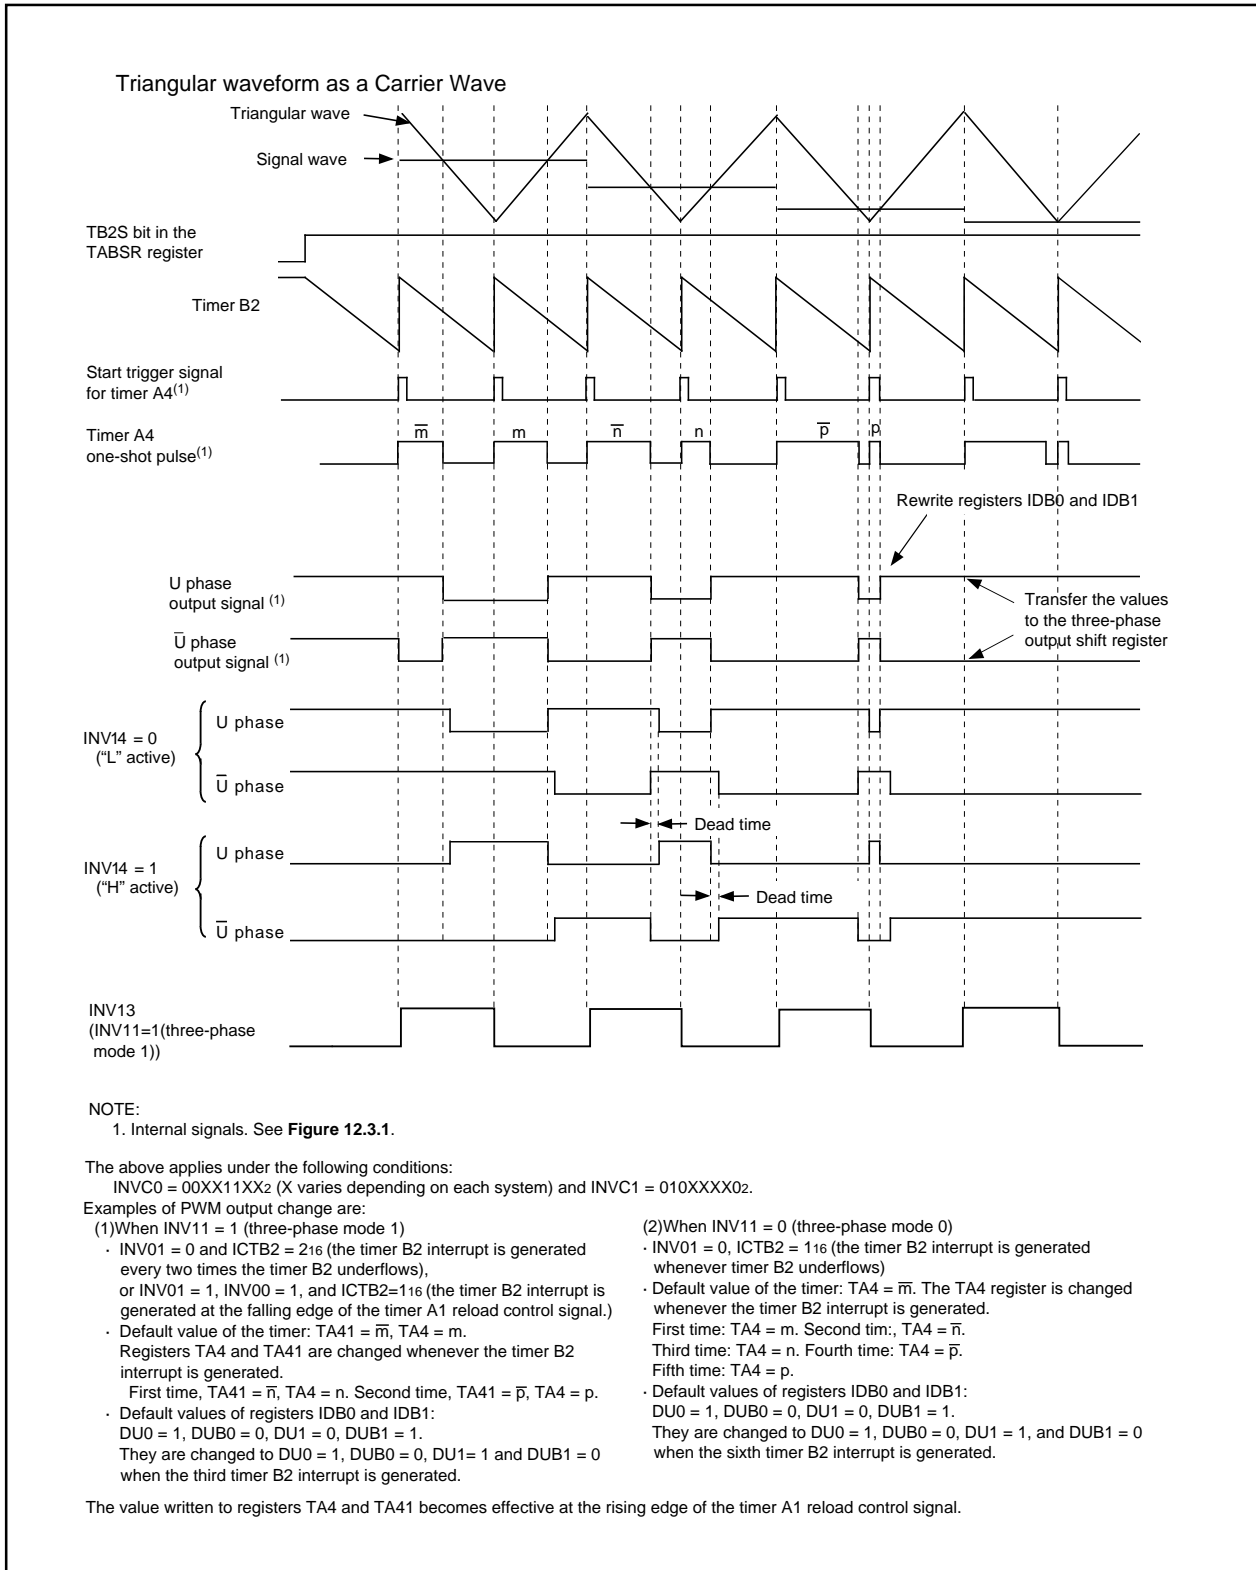 Triangular waveform as a Carrier Wave
Triangular wave
Signal wave
TB2S bit in the
TABSR register
Timer B2
Start trigger signal
for timer A4(1)
Timer A4
one-shot pulse(1)
m̅ m n̅ n p̅ p
Rewrite registers IDB0 and IDB1
U phase
output signal (1)
Transfer the values
to the three-phase
output shift register
U̅ phase
output signal (1)
INV14 = 0
(“L” active)
U phase
U̅ phase
Dead time
INV14 = 1
(“H” active)
U phase
Dead time
U̅ phase
INV13
(INV11=1(three-phase
mode 1))
NOTE:
1. Internal signals. See Figure 12.3.1.
The above applies under the following conditions:
INVC0 = 00XX11XX2 (X varies depending on each system) and INVC1 = 010XXXX02.
Examples of PWM output change are:
(1)When INV11 = 1 (three-phase mode 1)
· INV01 = 0 and ICTB2 = 216 (the timer B2 interrupt is generated
every two times the timer B2 underflows),
or INV01 = 1, INV00 = 1, and ICTB2=116 (the timer B2 interrupt is
generated at the falling edge of the timer A1 reload control signal.)
· Default value of the timer: TA41 = m̅, TA4 = m.
Registers TA4 and TA41 are changed whenever the timer B2
interrupt is generated.
First time, TA41 = n̅, TA4 = n. Second time, TA41 = p̅, TA4 = p.
· Default values of registers IDB0 and IDB1:
DU0 = 1, DUB0 = 0, DU1 = 0, DUB1 = 1.
They are changed to DU0 = 1, DUB0 = 0, DU1= 1 and DUB1 = 0
when the third timer B2 interrupt is generated.
(2)When INV11 = 0 (three-phase mode 0)
· INV01 = 0, ICTB2 = 116 (the timer B2 interrupt is generated
whenever timer B2 underflows)
· Default value of the timer: TA4 = m̅. The TA4 register is changed
whenever the timer B2 interrupt is generated.
First time: TA4 = m. Second tim:, TA4 = n̅.
Third time: TA4 = n. Fourth time: TA4 = p̅.
Fifth time: TA4 = p.
· Default values of registers IDB0 and IDB1:
DU0 = 1, DUB0 = 0, DU1 = 0, DUB1 = 1.
They are changed to DU0 = 1, DUB0 = 0, DU1 = 1, and DUB1 = 0
when the sixth timer B2 interrupt is generated.
The value written to registers TA4 and TA41 becomes effective at the rising edge of the timer A1 reload control signal.